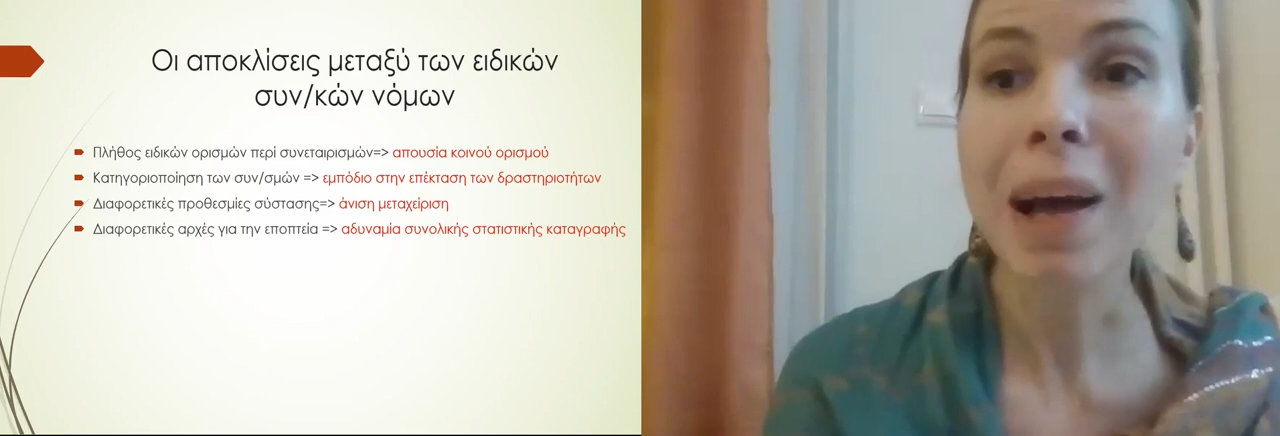 Οι αποκλίσεις μεταξύ των ειδικών
συν/κών νόμων
Πλήθος ειδικών ορισμών περί συνεταιρισμών=> απουσία κοινού ορισμού
Κατηγοριοποίηση των συν/σμών => εμπόδιο στην επέκταση των δραστηριοτήτων
Διαφορετικές προθεσμίες σύστασης=> άνιση μεταχείριση
Διαφορετικές αρχές για την εποπτεία => αδυναμία συνολικής στατιστικής καταγραφής